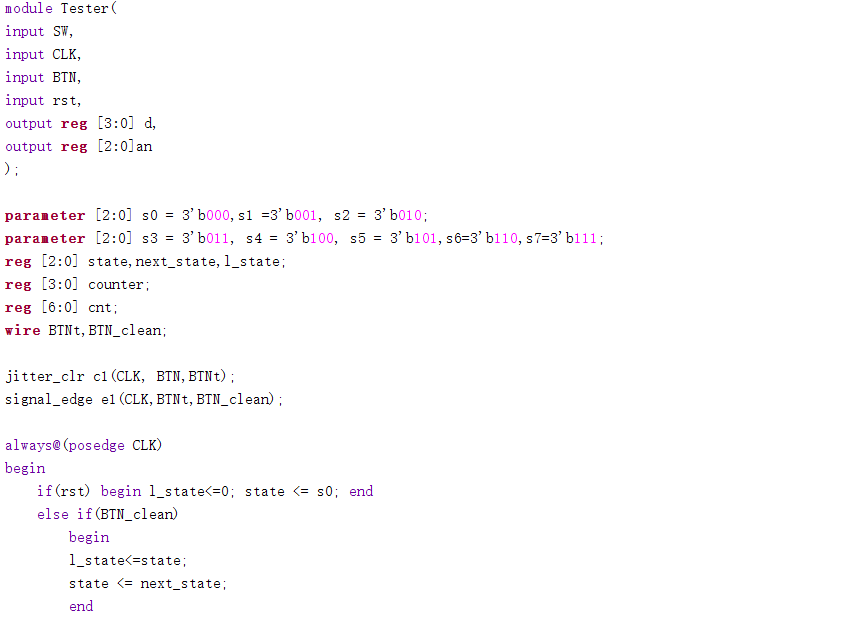 module Tester(
input SW,
input CLK,
input BTN,
input rst,
output reg [3:0] d,
output reg [2:0]an
);
parameter [2:0] s0 = 3'b000,s1 =3'b001, s2 = 3'b010;
parameter [2:0] s3 = 3'b011, s4 = 3'b100, s5 = 3'b101,s6=3'b110,s7=3'b111;
reg [2:0] state,next_state,l_state;
reg [3:0] counter;
reg [6:0] cnt;
wire BTNt,BTN_clean;
jitter_clr c1(CLK, BTN,BTNt);
signal_edge e1(CLK,BTNt,BTN_clean);
always@(posedge CLK)
begin
if(rst) begin l_state<=0; state <= s0; end
else if(BTN_clean)
begin
l_state<=state;
state <= next_state;
end